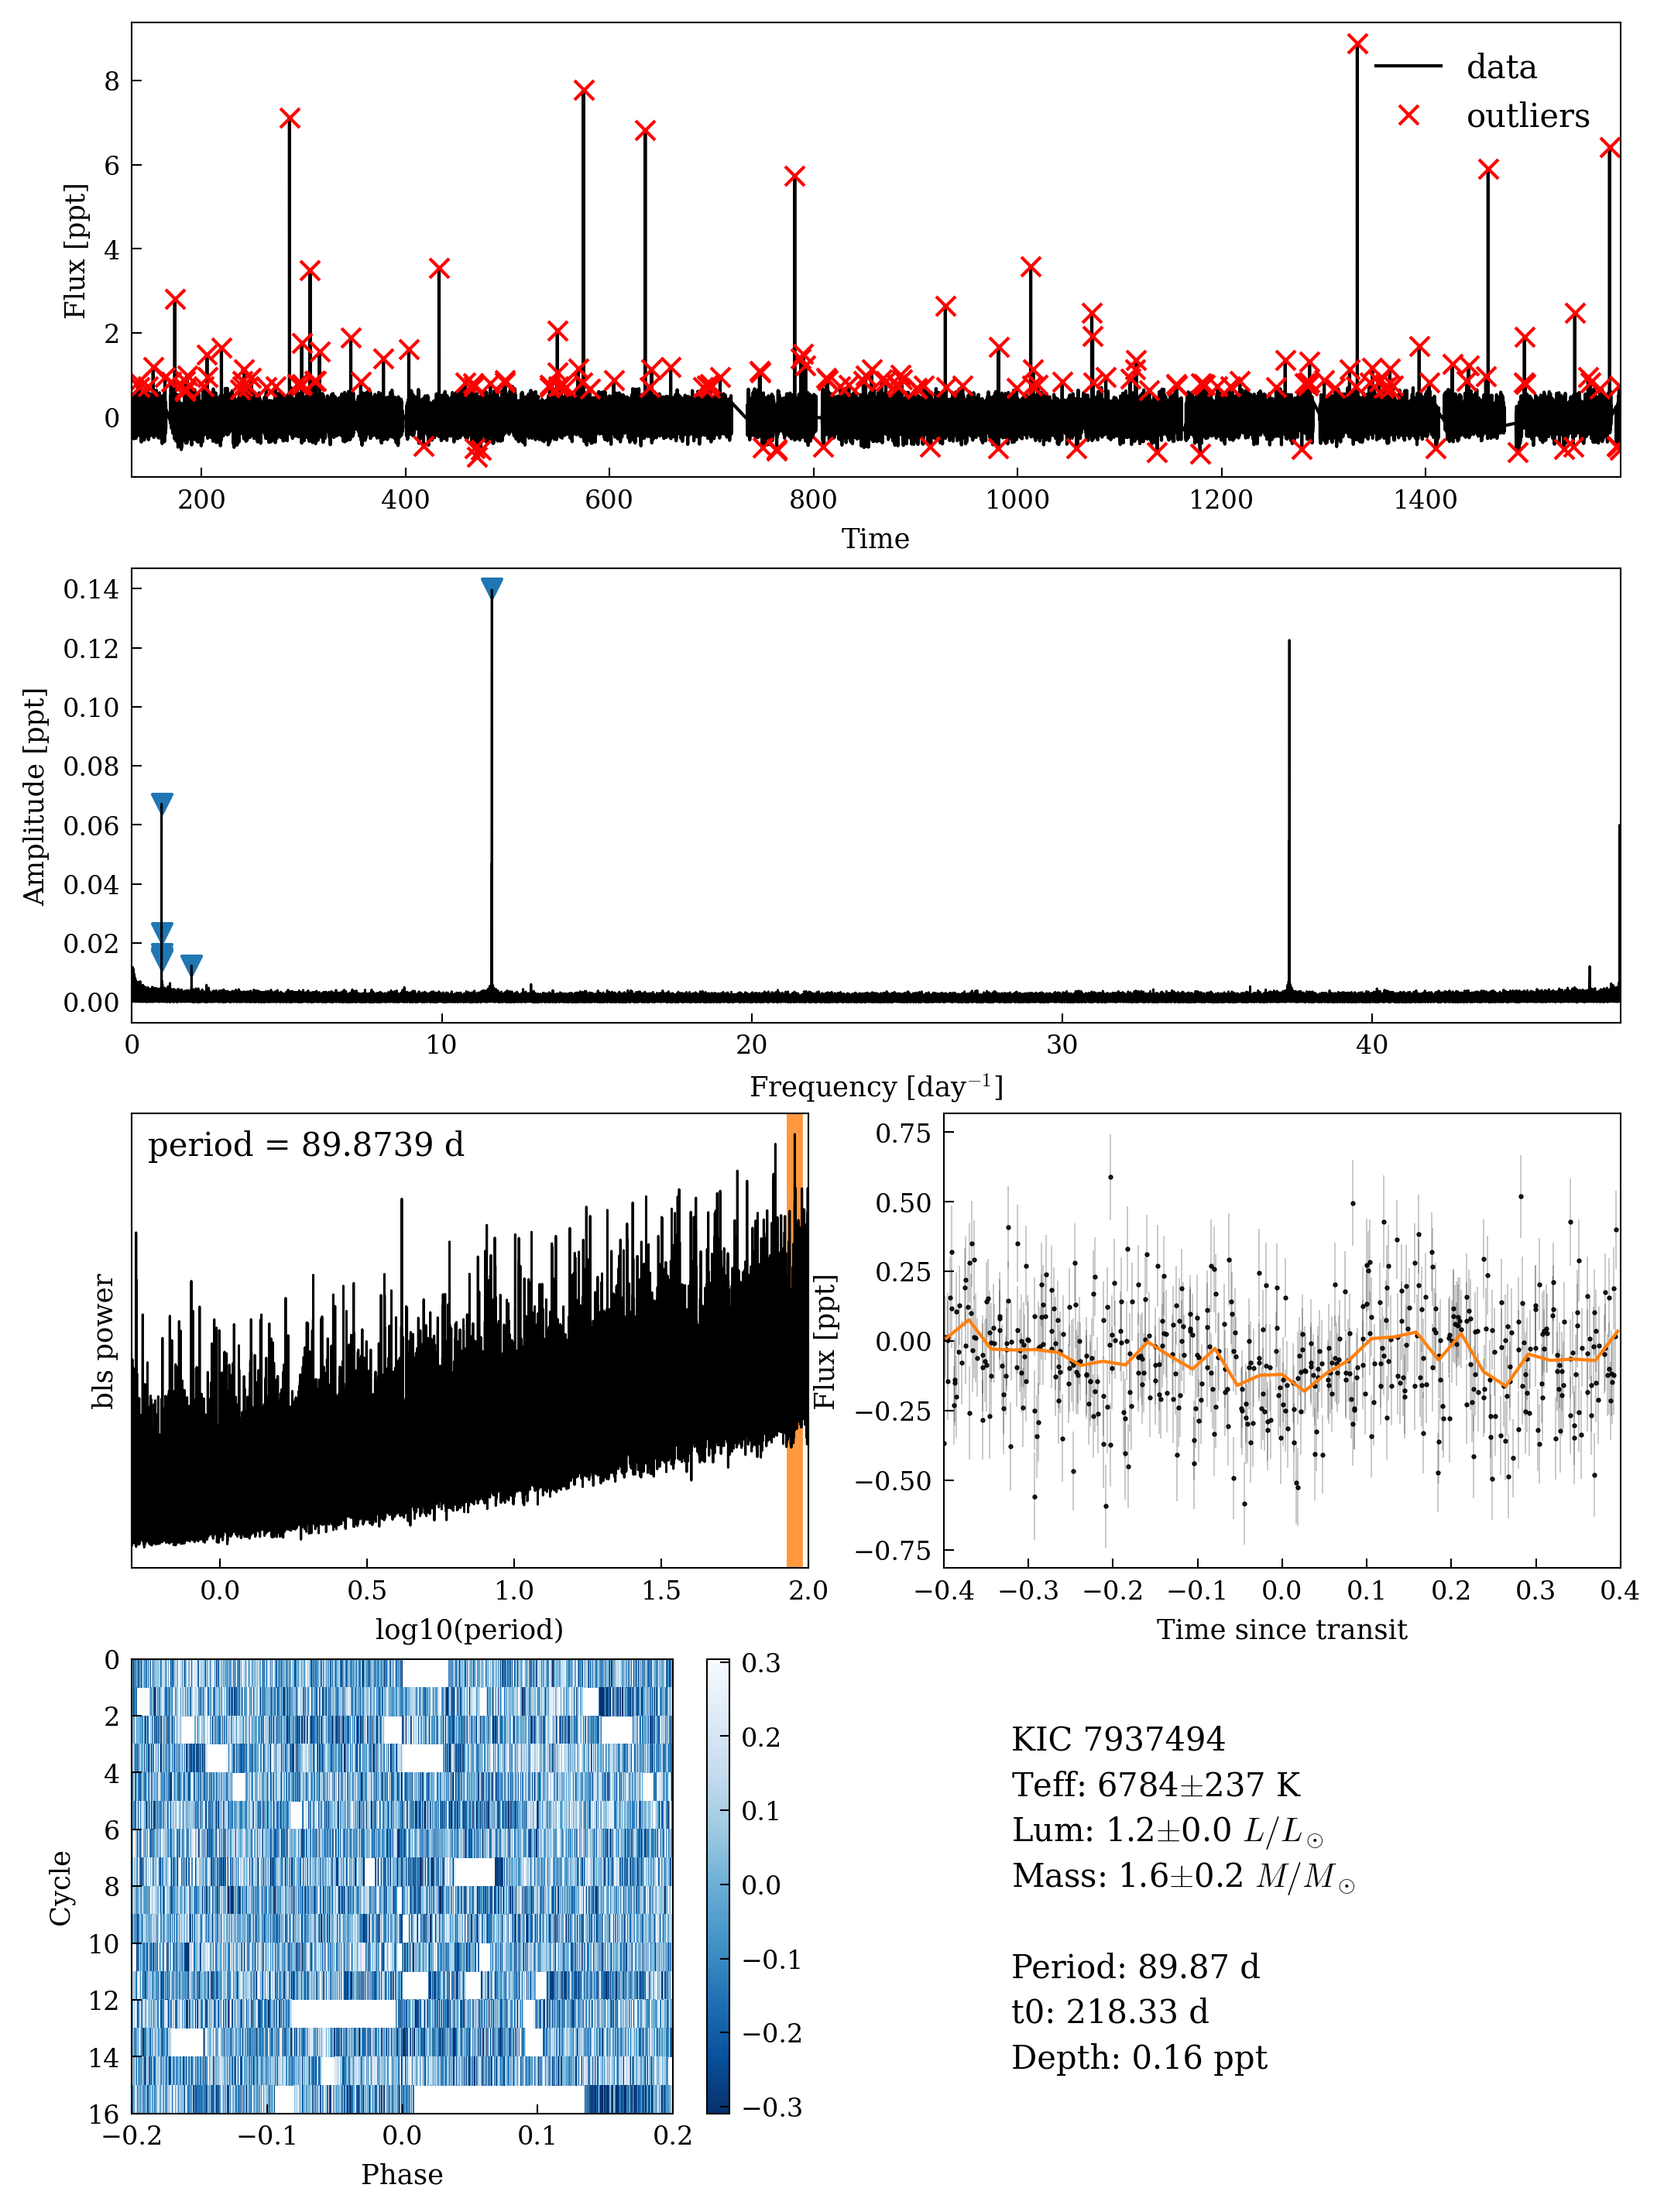 8
6
4
2
0
Flux [ppt]
data
outliers
200 400 600 800 1000 1200 1400
Time
0.14
0.12
0.10
0.08
0.06
0.04
0.02
0.00
Amplitude [ppt]
0 10 20 30 40
Frequency [day⁻¹]
period = 89.8739 d
bls power
0.0 0.5 1.0 1.5 2.0
log10(period)
0.75
0.50
0.25
0.00
−0.25
−0.50
−0.75
Flux [ppt]
−0.4 −0.3 −0.2 −0.1 0.0 0.1 0.2 0.3 0.4
Time since transit
0
2
4
6
8
10
12
14
16
Cycle
−0.2 −0.1 0.0 0.1 0.2
Phase
0.3
0.2
0.1
0.0
−0.1
−0.2
−0.3
KIC 7937494
Teff: 6784±237 K
Lum: 1.2±0.0 L/L⊙
Mass: 1.6±0.2 M/M⊙
Period: 89.87 d
t0: 218.33 d
Depth: 0.16 ppt